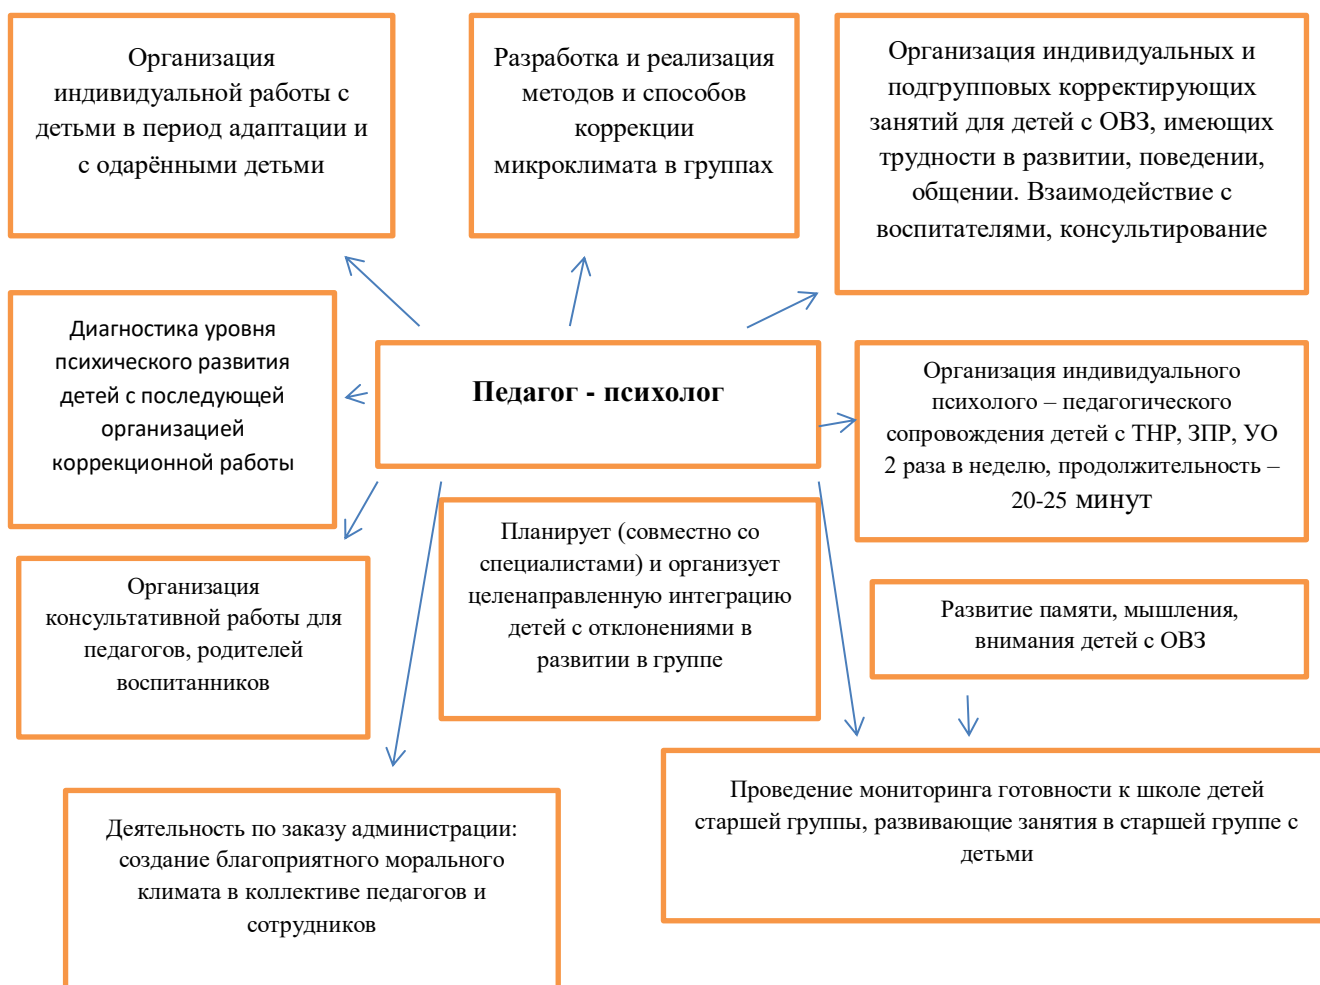 Организация
индивидуальной работы с
детьми в период адаптации и
с одарёнными детьми
Разработка и реализация
методов и способов
коррекции
микроклимата в группах
Организация индивидуальных и
подгрупповых корректирующих
занятий для детей с ОВЗ, имеющих
трудности в развитии, поведении,
общении. Взаимодействие с
воспитателями, консультирование
Диагностика уровня
психического развития
детей с последующей
организацией
коррекционной работы
Педагог - психолог
Организация индивидуального
психолого – педагогического
сопровождения детей с ТНР, ЗПР, УО
2 раза в неделю, продолжительность –
20-25 минут
Организация
консультативной работы для
педагогов, родителей
воспитанников
Планирует (совместно со
специалистами) и организует
целенаправленную интеграцию
детей с отклонениями в
развитии в группе
Развитие памяти, мышления,
внимания детей с ОВЗ
Деятельность по заказу администрации:
создание благоприятного морального
климата в коллективе педагогов и
сотрудников
Проведение мониторинга готовности к школе детей
старшей группы, развивающие занятия в старшей группе с
детьми